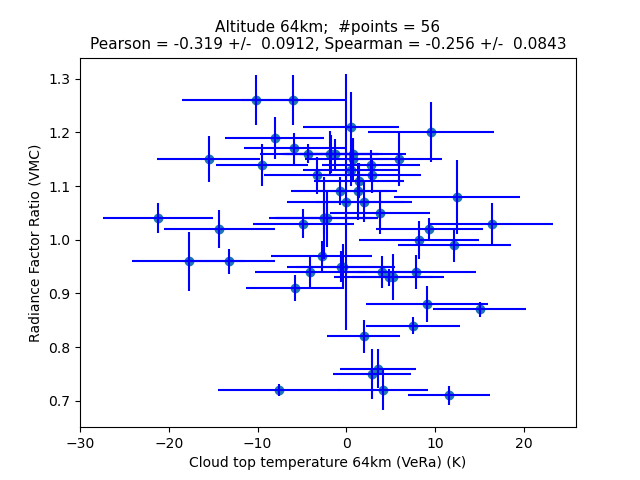 Altitude 64km;  #points = 56
Pearson = -0.319 +/-  0.0912, Spearman = -0.256 +/-  0.0843
1.3
1.2
1.1
1.0
0.9
0.8
0.7
Radiance Factor Ratio (VMC)
−30 −20 −10 0 10 20
Cloud top temperature 64km (VeRa) (K)